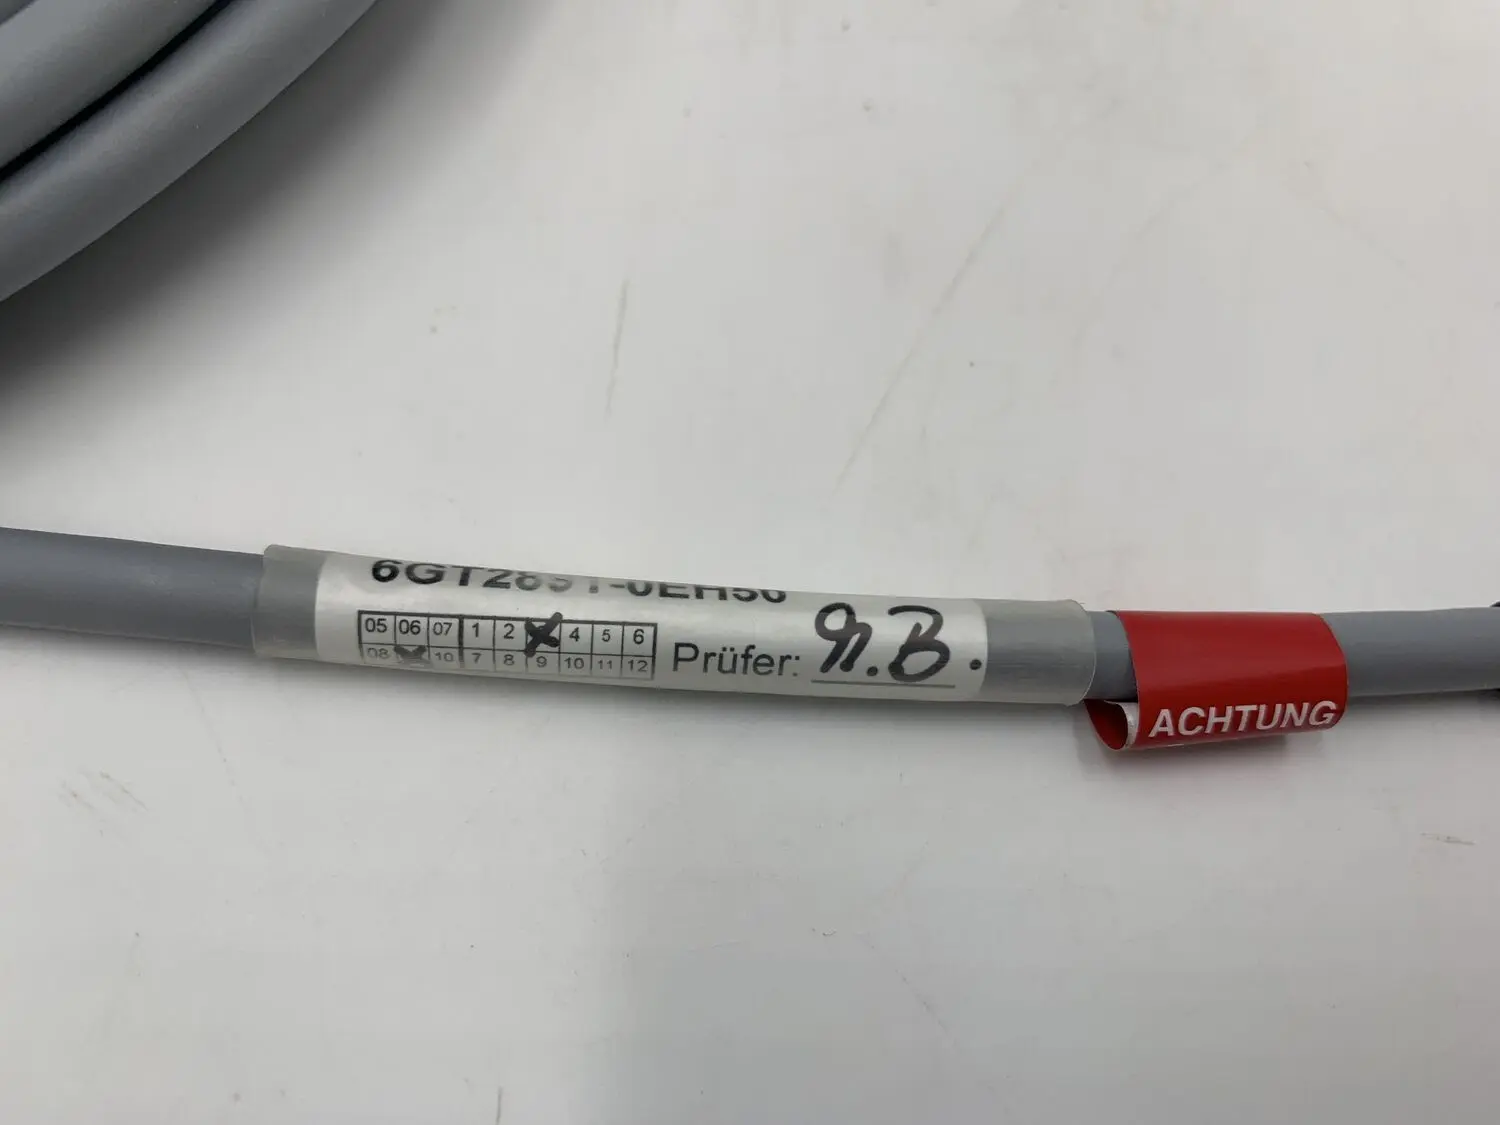 6GT2891-0EH50
05 06 07 1 2 4 5 6
08 10 7 8 9 10 11 12
Prüfer: N.B.
ACHTUNG